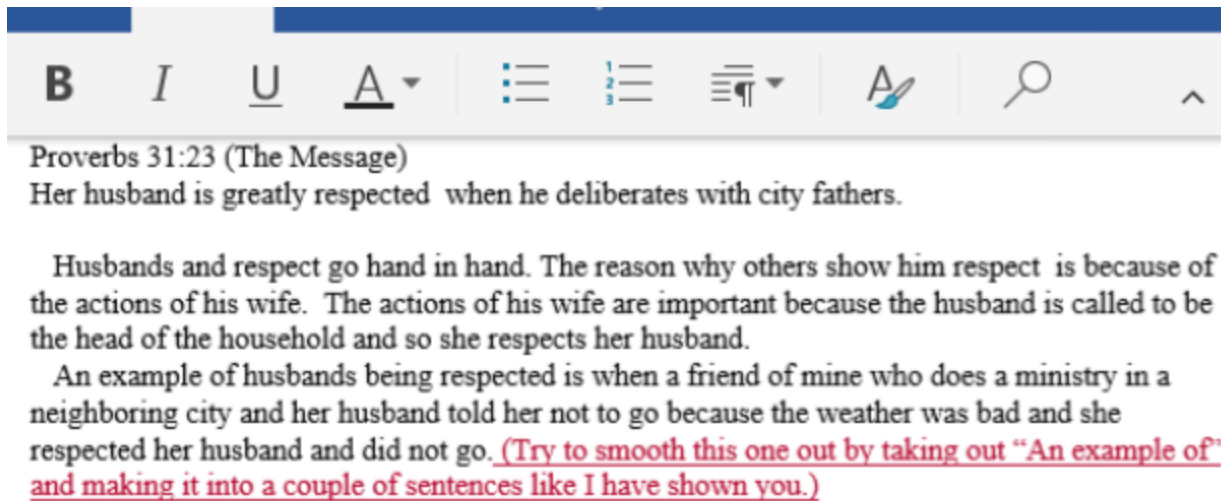 B I U A A
1
2
3
Proverbs 31:23 (The Message)
Her husband is greatly respected  when he deliberates with city fathers.
Husbands and respect go hand in hand. The reason why others show him respect  is because of
the actions of his wife.  The actions of his wife are important because the husband is called to be
the head of the household and so she respects her husband.
An example of husbands being respected is when a friend of mine who does a ministry in a
neighboring city and her husband told her not to go because the weather was bad and she
respected her husband and did not go. (Try to smooth this one out by taking out “An example of”
and making it into a couple of sentences like I have shown you.)